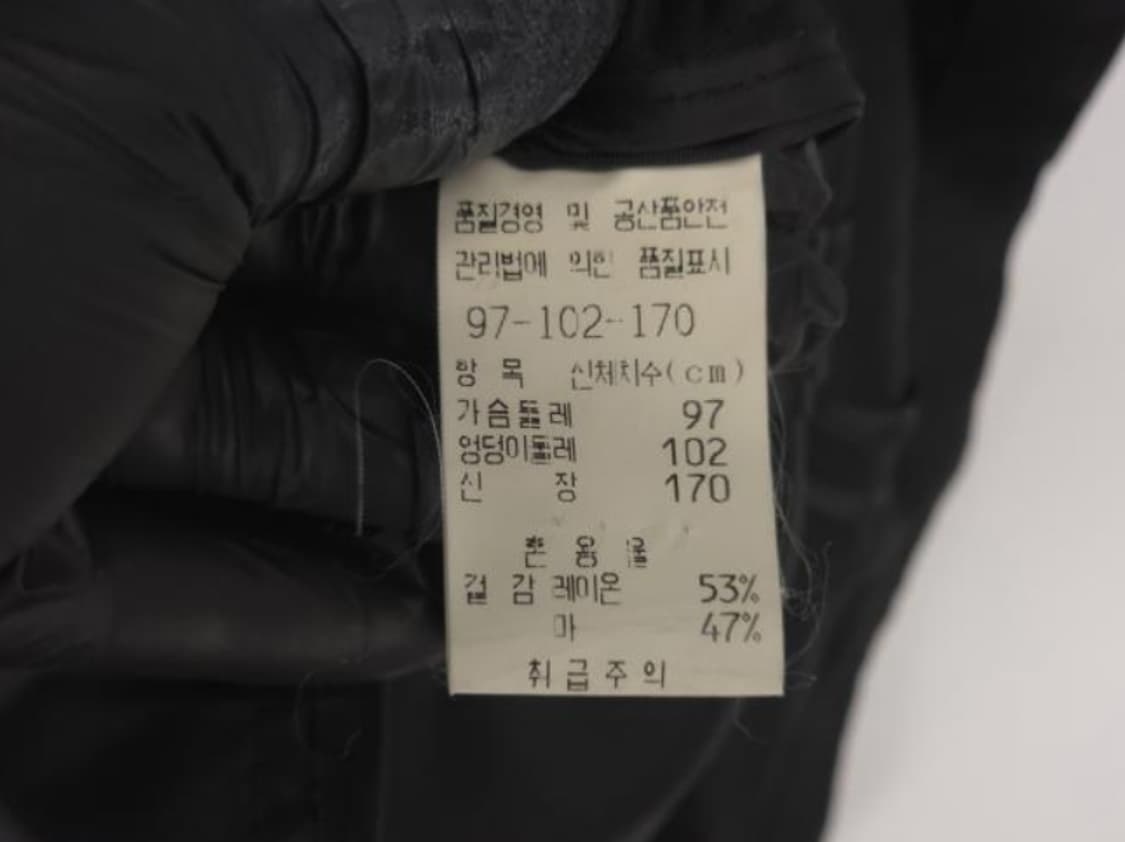 품질경영 및 공산품안전
관리법에 의한 품질표시
97-102-170
항 목 신체치수(cm)
가슴둘레 97
엉덩이둘레 102
신 장 170
혼 용 율
겉 감 레이온 53%
마 47%
취급주의